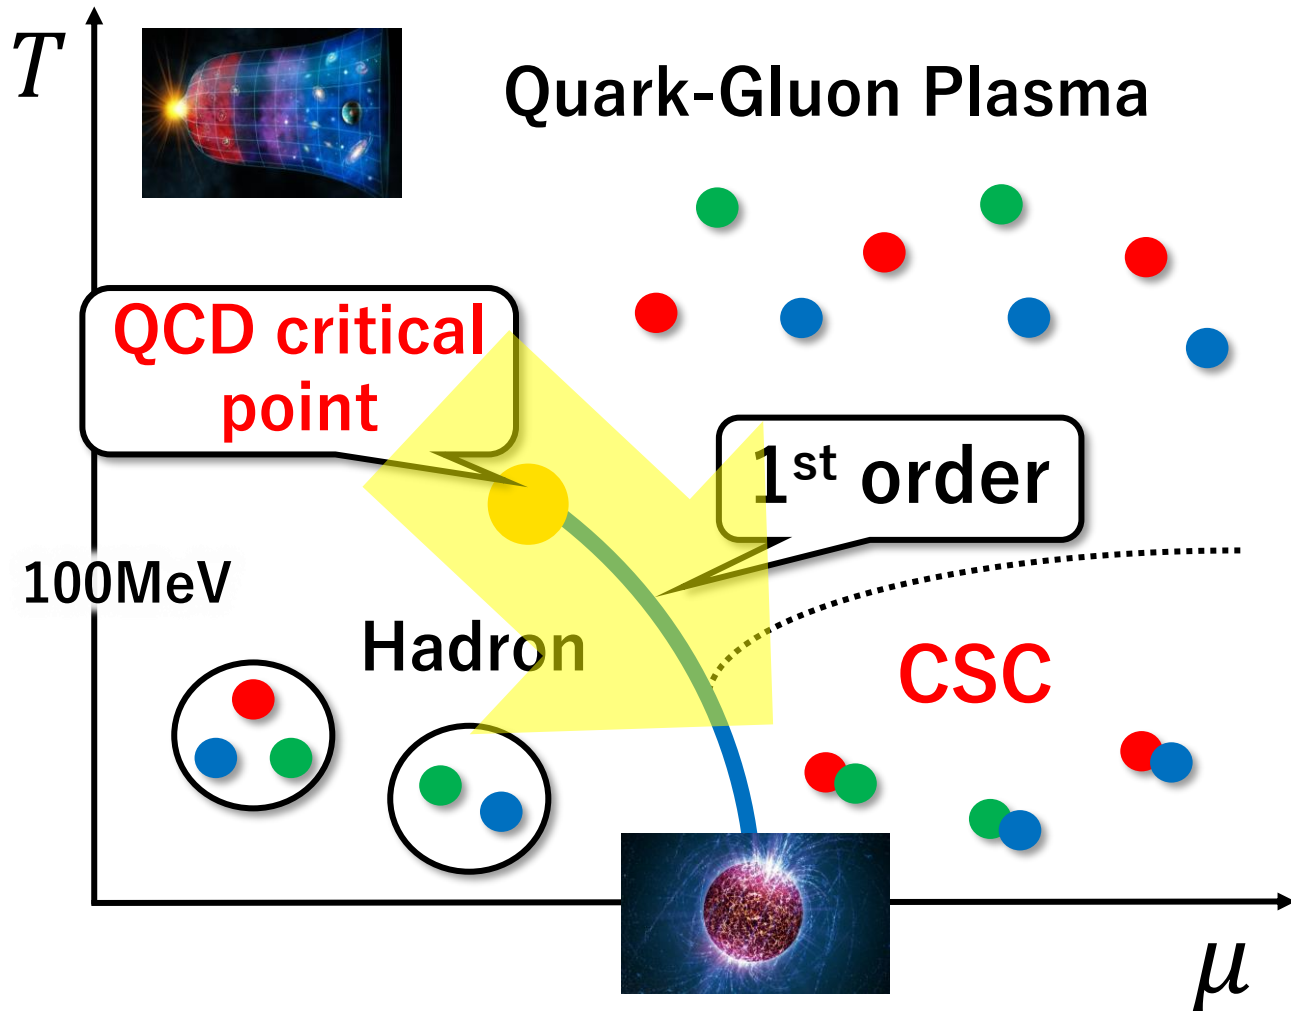 T
Quark-Gluon Plasma
QCD critical
point
1st order
100MeV
Hadron
CSC
μ